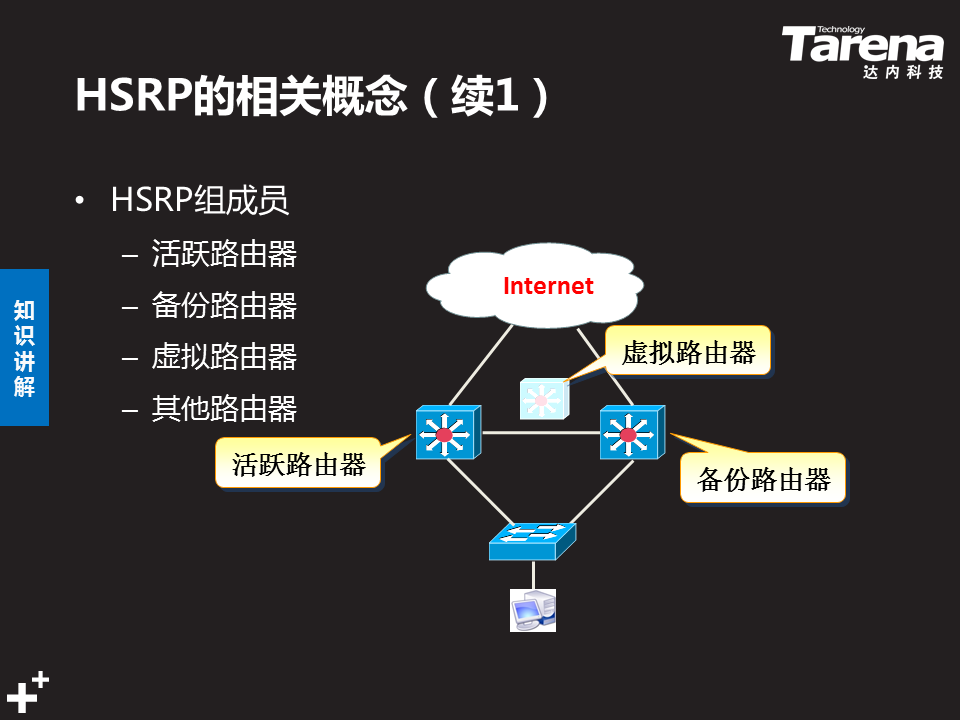 Technology
Tarena
达内科技
HSRP的相关概念（续1）
• HSRP组成员
– 活跃路由器
– 备份路由器
– 虚拟路由器
– 其他路由器
知识讲解
Internet
虚拟路由器
活跃路由器
备份路由器